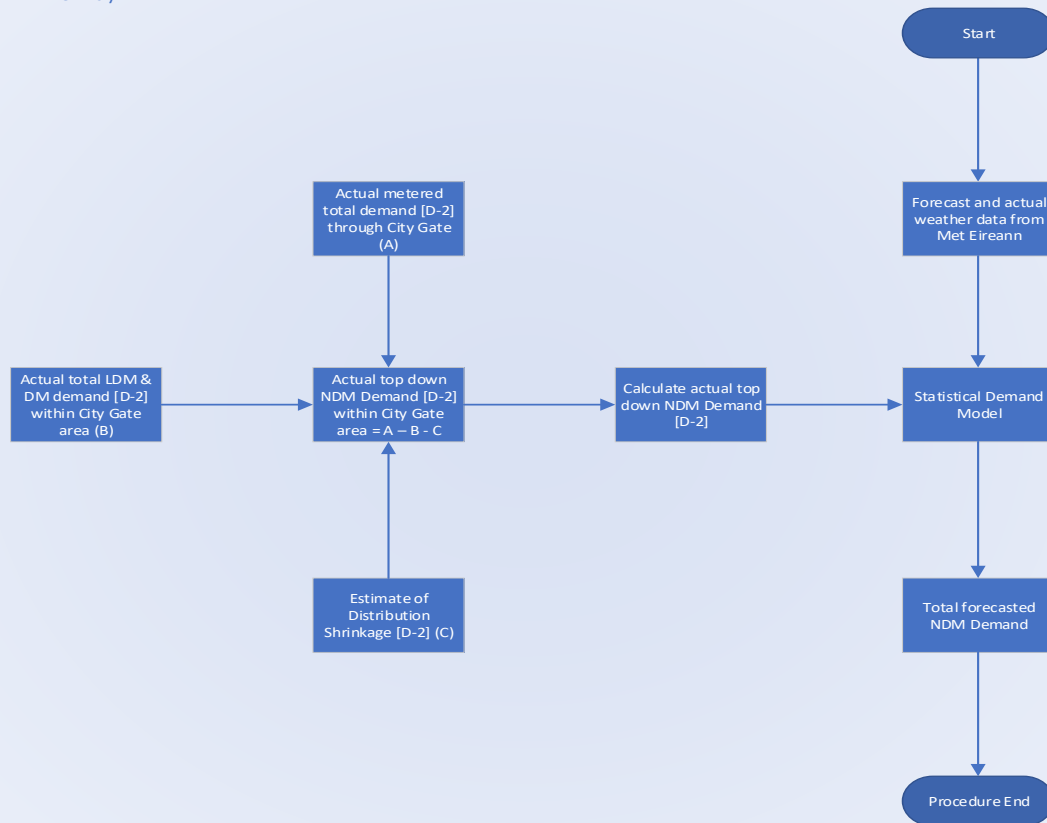 Start
Actual metered
total demand [D-2]
through City Gate
(A)
Forecast and actual
weather data from
Met Eireann
Actual total LDM &
DM demand [D-2]
within City Gate
area (B)
Actual top down
NDM Demand [D-2]
within City Gate
area = A – B - C
Calculate actual top
down NDM Demand
[D-2]
Statistical Demand
Model
Estimate of
Distribution
Shrinkage [D-2] (C)
Total forecasted
NDM Demand
Procedure End